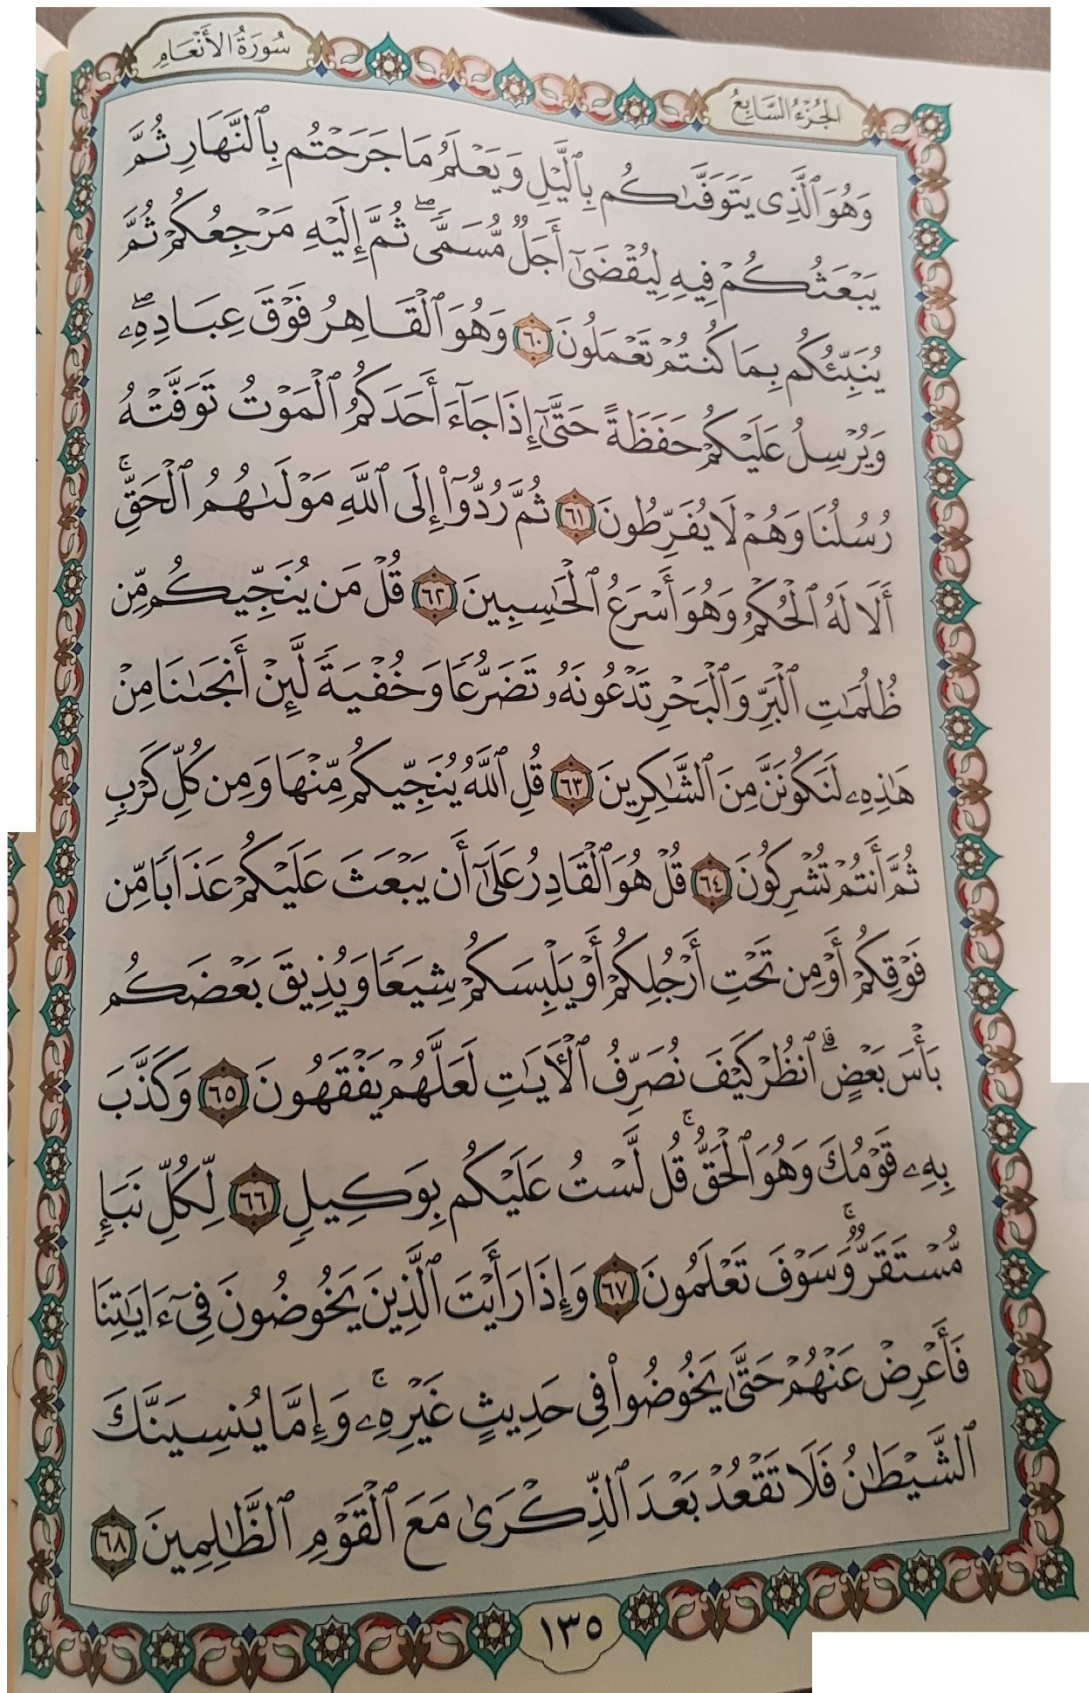 سُورَةُ الأَنْعَامِ
الجُزْءُ السَّابِعُ
وَهُوَ ٱلَّذِى يَتَوَفَّىٰكُم بِٱلَّيْلِ وَيَعْلَمُ مَا جَرَحْتُم بِٱلنَّهَارِ ثُمَّ
يَبْعَثُكُمْ فِيهِ لِيُقْضَىٰٓ أَجَلٌ مُّسَمًّى ۖ ثُمَّ إِلَيْهِ مَرْجِعُكُمْ ثُمَّ
يُنَبِّئُكُم بِمَا كُنتُمْ تَعْمَلُونَ ٦٠ وَهُوَ ٱلْقَاهِرُ فَوْقَ عِبَادِهِۦ ۖ
وَيُرْسِلُ عَلَيْكُمْ حَفَظَةً حَتَّىٰٓ إِذَا جَآءَ أَحَدَكُمُ ٱلْمَوْتُ تَوَفَّتْهُ
رُسُلُنَا وَهُمْ لَا يُفَرِّطُونَ ٦١ ثُمَّ رُدُّوٓا۟ إِلَى ٱللَّهِ مَوْلَىٰهُمُ ٱلْحَقِّ ۚ
أَلَا لَهُ ٱلْحُكْمُ وَهُوَ أَسْرَعُ ٱلْحَٰسِبِينَ ٦٢ قُلْ مَن يُنَجِّيكُم مِّن
ظُلُمَٰتِ ٱلْبَرِّ وَٱلْبَحْرِ تَدْعُونَهُۥ تَضَرُّعًا وَخُفْيَةً لَّئِنْ أَنجَىٰنَا مِنْ
هَٰذِهِۦ لَنَكُونَنَّ مِنَ ٱلشَّٰكِرِينَ ٦٣ قُلِ ٱللَّهُ يُنَجِّيكُم مِّنْهَا وَمِن كُلِّ كَرْبٍ
ثُمَّ أَنتُمْ تُشْرِكُونَ ٦٤ قُلْ هُوَ ٱلْقَادِرُ عَلَىٰٓ أَن يَبْعَثَ عَلَيْكُمْ عَذَابًا مِّن
فَوْقِكُمْ أَوْ مِن تَحْتِ أَرْجُلِكُمْ أَوْ يَلْبِسَكُمْ شِيَعًا وَيُذِيقَ بَعْضَكُم
بَأْسَ بَعْضٍ ۗ ٱنظُرْ كَيْفَ نُصَرِّفُ ٱلْءَايَٰتِ لَعَلَّهُمْ يَفْقَهُونَ ٦٥ وَكَذَّبَ
بِهِۦ قَوْمُكَ وَهُوَ ٱلْحَقُّ ۚ قُل لَّسْتُ عَلَيْكُم بِوَكِيلٍ ٦٦ لِّكُلِّ نَبَإٍ
مُّسْتَقَرٌّ ۚ وَسَوْفَ تَعْلَمُونَ ٦٧ وَإِذَا رَأَيْتَ ٱلَّذِينَ يَخُوضُونَ فِىٓ ءَايَٰتِنَا
فَأَعْرِضْ عَنْهُمْ حَتَّىٰ يَخُوضُوا۟ فِى حَدِيثٍ غَيْرِهِۦ ۚ وَإِمَّا يُنسِيَنَّكَ
ٱلشَّيْطَٰنُ فَلَا تَقْعُدْ بَعْدَ ٱلذِّكْرَىٰ مَعَ ٱلْقَوْمِ ٱلظَّٰلِمِينَ ٦٨
١٣٥